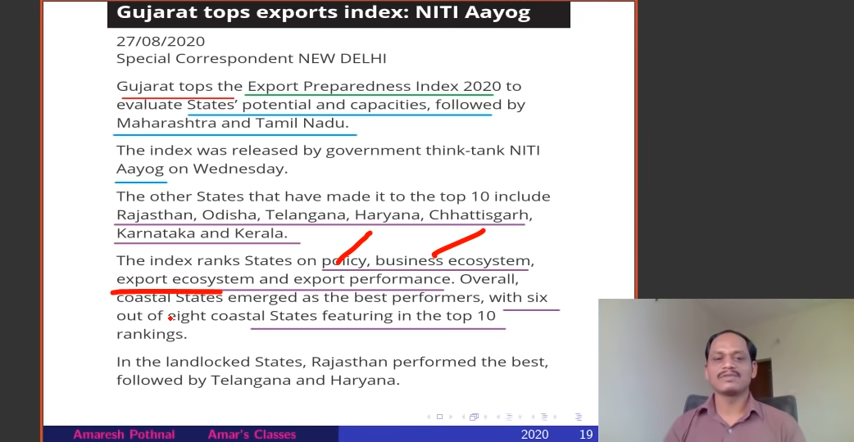 Gujarat tops exports index: NITI Aayog
27/08/2020
Special Correspondent NEW DELHI
Gujarat tops the Export Preparedness Index 2020 to
evaluate States' potential and capacities, followed by
Maharashtra and Tamil Nadu.
The index was released by government think-tank NITI
Aayog on Wednesday.
The other States that have made it to the top 10 include
Rajasthan, Odisha, Telangana, Haryana, Chhattisgarh,
Karnataka and Kerala.
The index ranks States on policy, business ecosystem,
export ecosystem and export performance. Overall,
coastal States emerged as the best performers, with six
out of eight coastal States featuring in the top 10
rankings.
In the landlocked States, Rajasthan performed the best,
followed by Telangana and Haryana.
Amaresh Pothnal Amar's Classes 2020 19